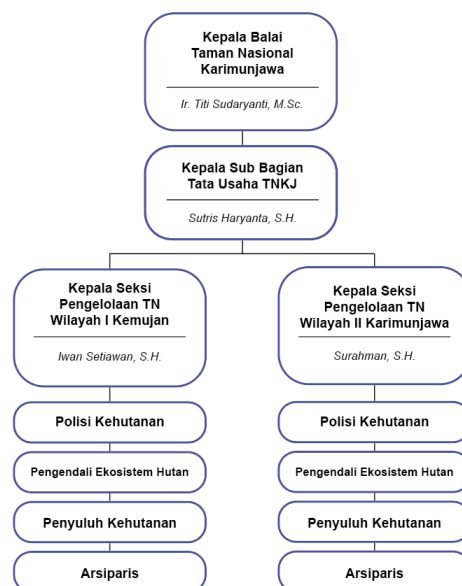 Kepala Balai
Taman Nasional
Karimunjawa
Ir. Titi Sudaryanti, M.Sc.
Kepala Sub Bagian
Tata Usaha TNKJ
Sutris Haryanta, S.H.
Kepala Seksi
Pengelolaan TN
Wilayah I Kemujan
Iwan Setiawan, S.H.
Polisi Kehutanan
Pengendali Ekosistem Hutan
Penyuluh Kehutanan
Arsiparis
Kepala Seksi
Pengelolaan TN
Wilayah II Karimunjawa
Surahman, S.H.
Polisi Kehutanan
Pengendali Ekosistem Hutan
Penyuluh Kehutanan
Arsiparis